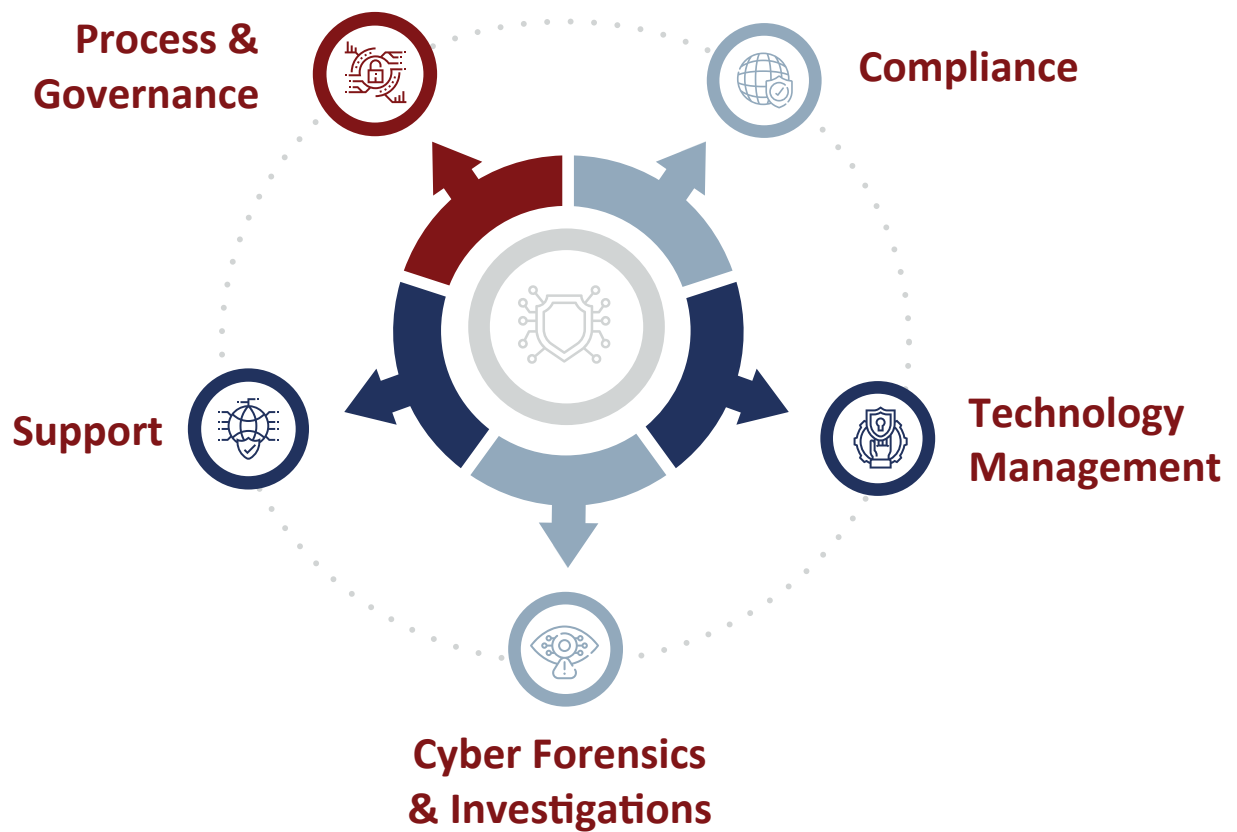 Process &
Governance
Compliance
Support
Technology
Management
Cyber Forensics
& Investigations